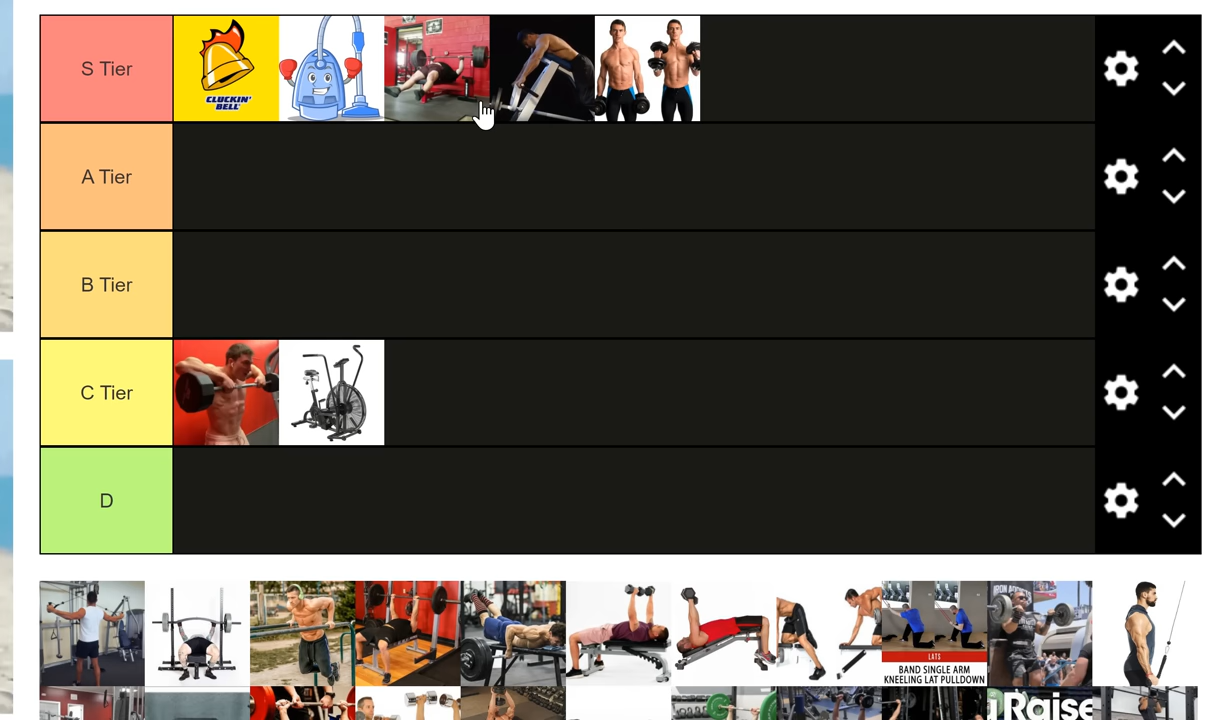 S Tier
CLUCKIN'
BELL
A Tier
B Tier
C Tier
D
LATS
BAND SINGLE ARM
KNEELING LAT PULLDOWN
Raise